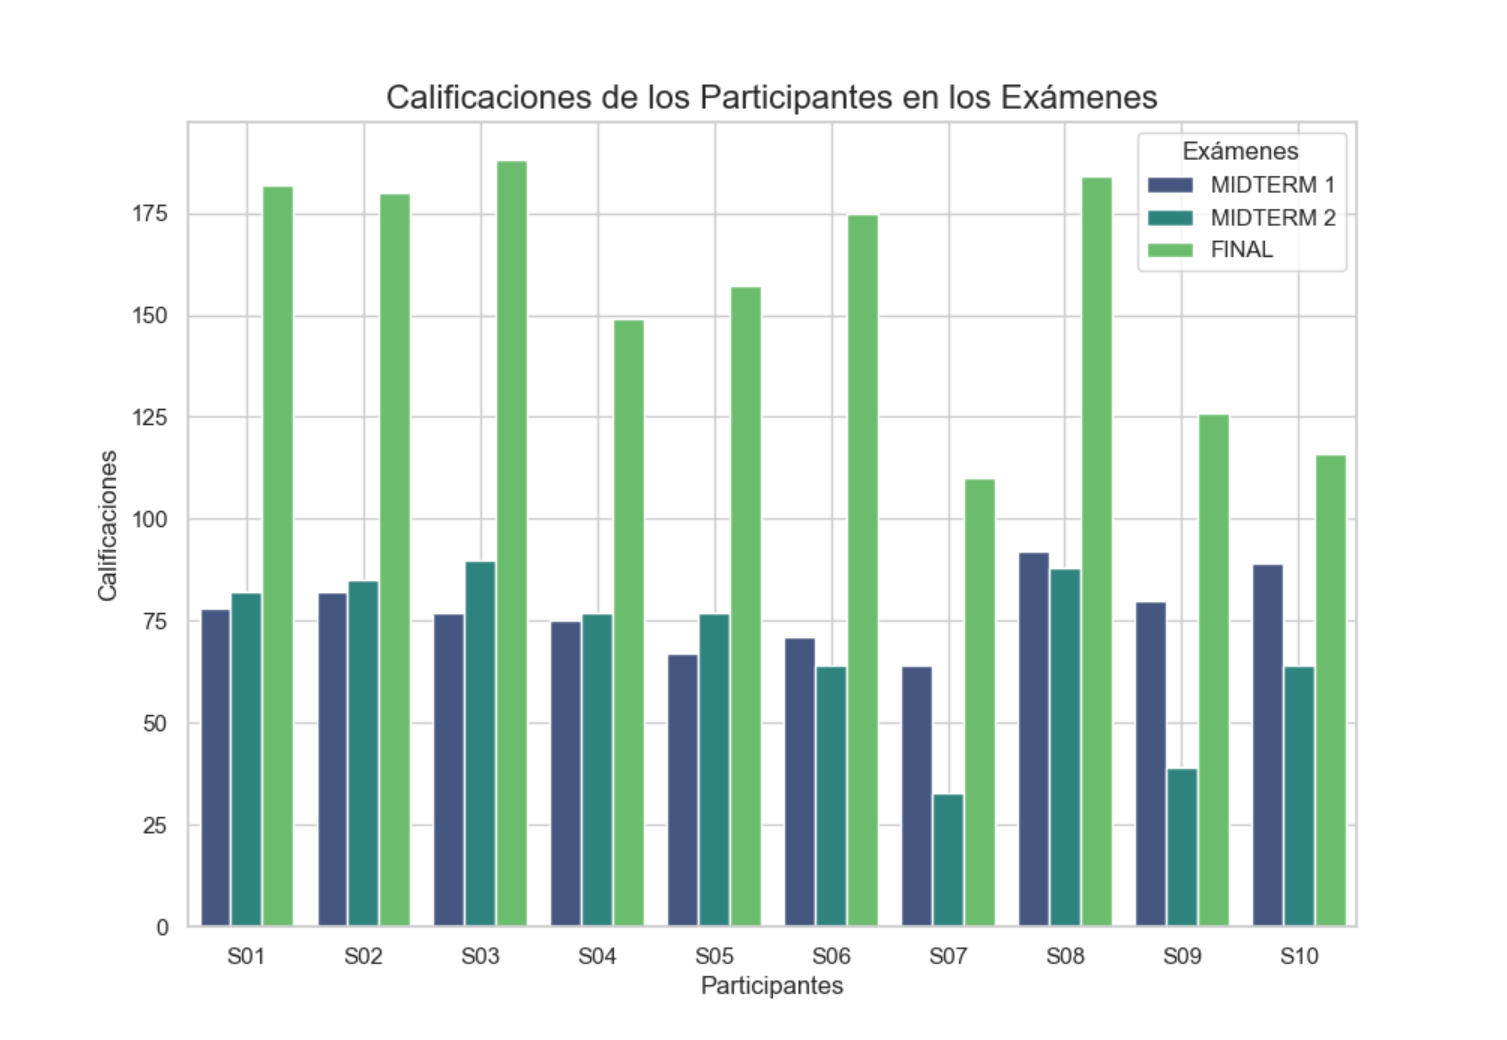 Calificaciones de los Participantes en los Exámenes
Exámenes
MIDTERM 1
MIDTERM 2
FINAL
Calificaciones
175
150
125
100
75
50
25
0
S01 S02 S03 S04 S05 S06 S07 S08 S09 S10
Participantes